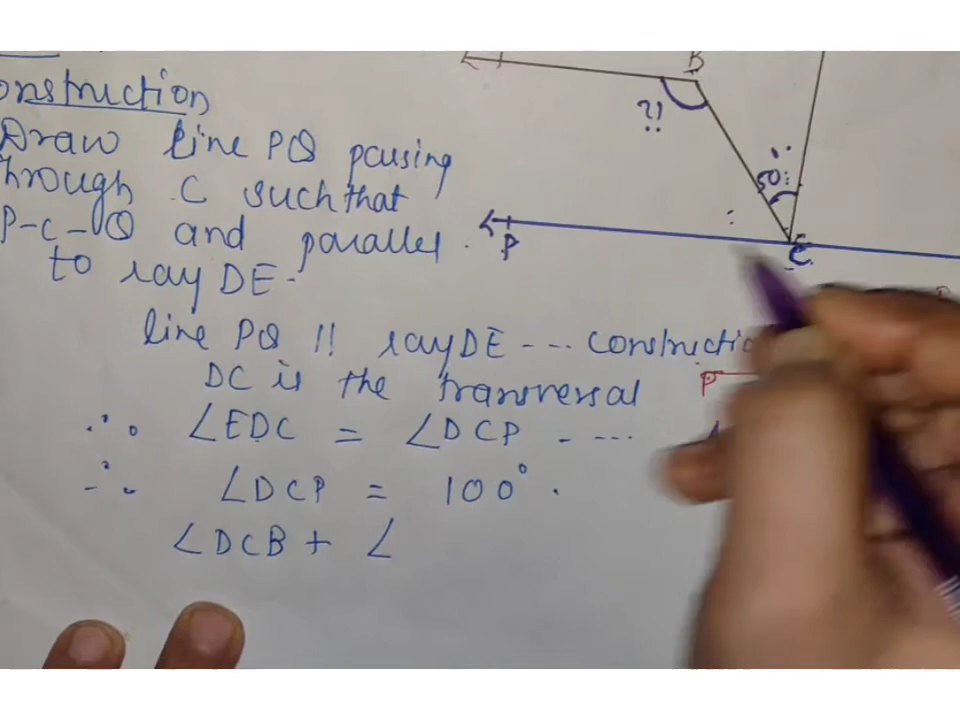 onstruction
Draw line PQ passing
hrough C such that
P-C-Q and parallel
to ray DE.
line PQ || ray DE --- constructio
DC is the transversal
∴ ∠EDC = ∠DCP - ---
∴ ∠DCP = 100°.
∠DCB + ∠
B
??
P
C
P